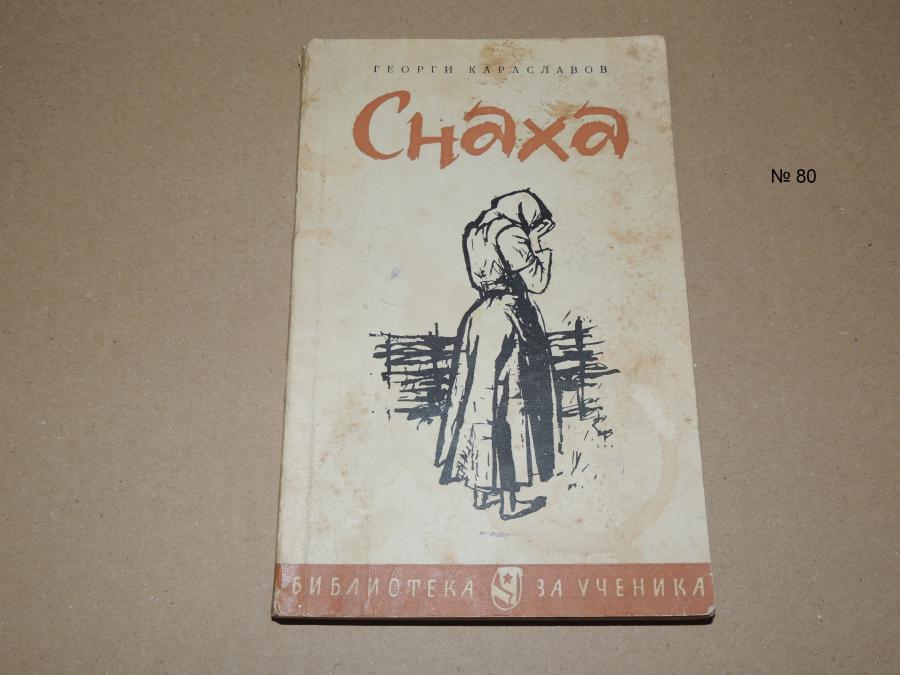 ГЕОРГИ КАРАСЛАВОВ
Снаха
№ 80
БИБЛИОТЕКА ЗА УЧЕНИКА